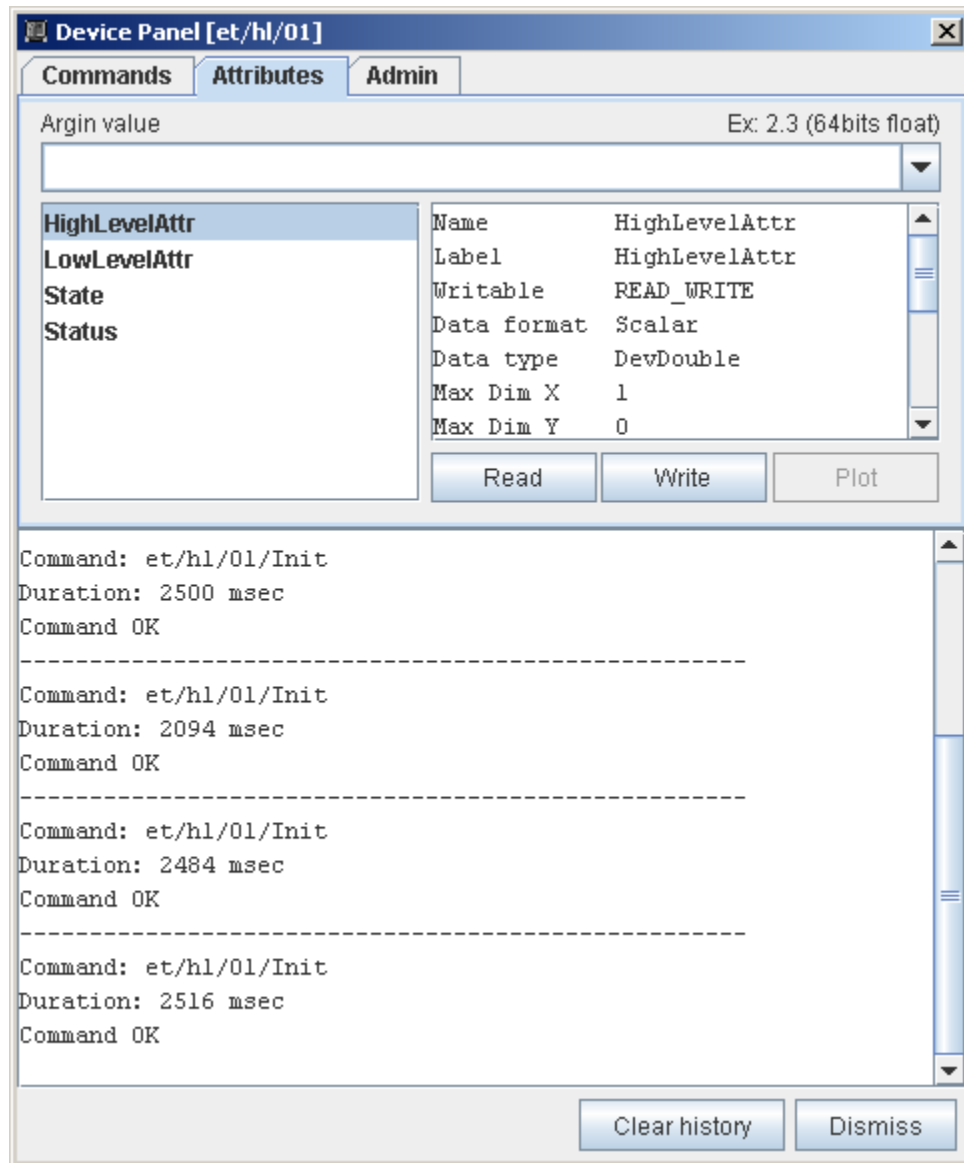 Device Panel [et/hl/01]
Commands Attributes Admin
Argin value Ex: 2.3 (64bits float)
HighLevelAttr
LowLevelAttr
State
Status
Name HighLevelAttr
Label HighLevelAttr
Writable READ_WRITE
Data format Scalar
Data type DevDouble
Max Dim X 1
Max Dim Y 0
Read Write Plot
Command: et/hl/01/Init
Duration: 2500 msec
Command OK
----------------------------------------------------
Command: et/hl/01/Init
Duration: 2094 msec
Command OK
----------------------------------------------------
Command: et/hl/01/Init
Duration: 2484 msec
Command OK
----------------------------------------------------
Command: et/hl/01/Init
Duration: 2516 msec
Command OK
Clear history Dismiss